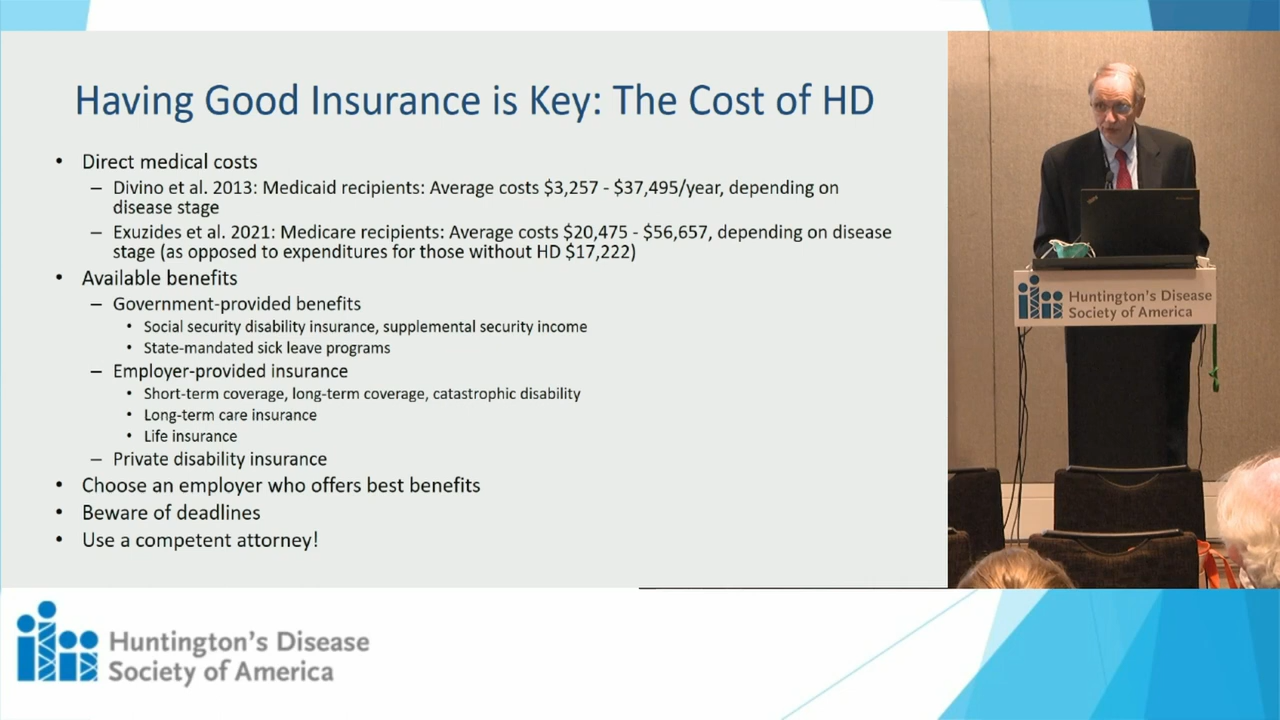 Having Good Insurance is Key: The Cost of HD
• Direct medical costs
– Divino et al. 2013: Medicaid recipients: Average costs $3,257 - $37,495/year, depending on
disease stage
– Exuzides et al. 2021: Medicare recipients: Average costs $20,475 - $56,657, depending on disease
stage (as opposed to expenditures for those without HD $17,222)
• Available benefits
– Government-provided benefits
• Social security disability insurance, supplemental security income
• State-mandated sick leave programs
– Employer-provided insurance
• Short-term coverage, long-term coverage, catastrophic disability
• Long-term care insurance
• Life insurance
– Private disability insurance
• Choose an employer who offers best benefits
• Beware of deadlines
• Use a competent attorney!
Huntington's Disease
Society of America
Huntington's Disease
Society of America